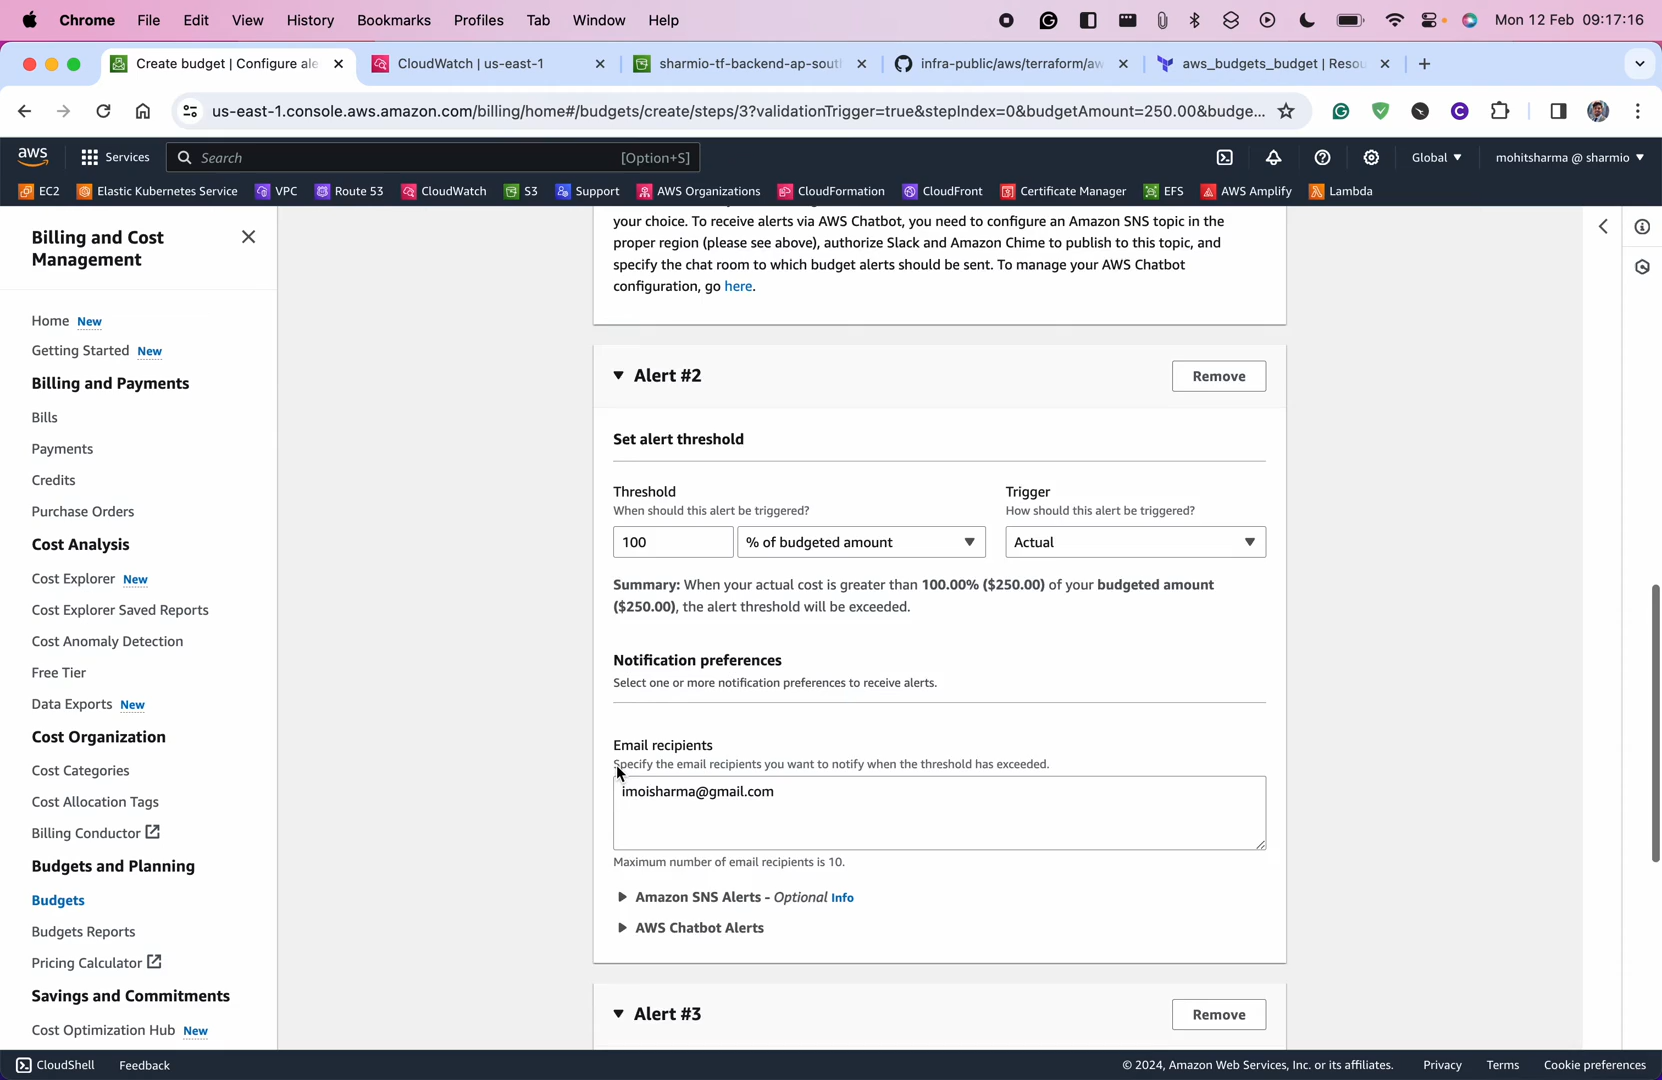 Chrome File Edit View History Bookmarks Profiles Tab Window Help Mon 12 Feb 09:17:16
Create budget | Configure ale CloudWatch | us-east-1 sharmio-tf-backend-ap-sout infra-public/aws/terraform/aw aws_budgets_budget | Resou
us-east-1.console.aws.amazon.com/billing/home#/budgets/create/steps/3?validationTrigger=true&stepIndex=0&budgetAmount=250.00&budge...
aws Services Search [Option+S] Global mohitsharma @ sharmio
EC2 Elastic Kubernetes Service VPC Route 53 CloudWatch S3 Support AWS Organizations CloudFormation CloudFront Certificate Manager EFS AWS Amplify Lambda
Billing and Cost
Management
Home New
Getting Started New
Billing and Payments
Bills
Payments
Credits
Purchase Orders
Cost Analysis
Cost Explorer New
Cost Explorer Saved Reports
Cost Anomaly Detection
Free Tier
Data Exports New
Cost Organization
Cost Categories
Cost Allocation Tags
Billing Conductor
Budgets and Planning
Budgets
Budgets Reports
Pricing Calculator
Savings and Commitments
Cost Optimization Hub New
your choice. To receive alerts via AWS Chatbot, you need to configure an Amazon SNS topic in the
proper region (please see above), authorize Slack and Amazon Chime to publish to this topic, and
specify the chat room to which budget alerts should be sent. To manage your AWS Chatbot
configuration, go here.
Alert #2 Remove
Set alert threshold
Threshold Trigger
When should this alert be triggered? How should this alert be triggered?
100 % of budgeted amount Actual
Summary: When your actual cost is greater than 100.00% ($250.00) of your budgeted amount
($250.00), the alert threshold will be exceeded.
Notification preferences
Select one or more notification preferences to receive alerts.
Email recipients
Specify the email recipients you want to notify when the threshold has exceeded.
imoisharma@gmail.com
Maximum number of email recipients is 10.
Amazon SNS Alerts - Optional Info
AWS Chatbot Alerts
Alert #3 Remove
CloudShell Feedback © 2024, Amazon Web Services, Inc. or its affiliates. Privacy Terms Cookie preferences